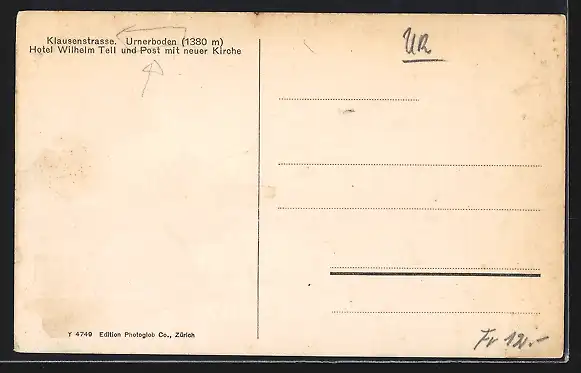 Klausenstrasse. Urnerboden (1380 m)
Hotel Wilhelm Tell und Post mit neuer Kirche
UR
Y 4749 Edition Photoglob Co., Zürich
Fr 12.-